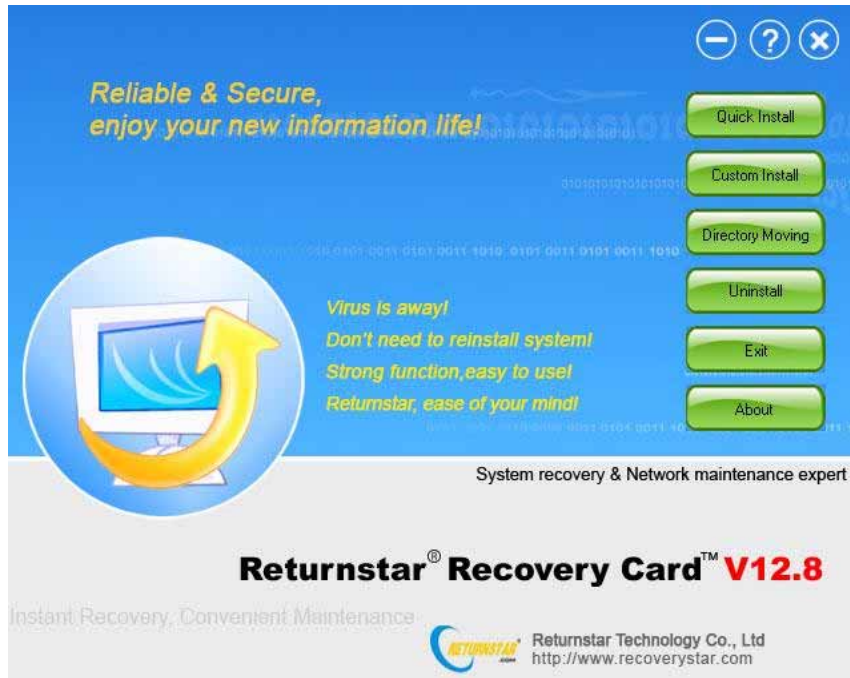 Reliable & Secure,
enjoy your new information life!
Quick Install
Custom Install
Directory Moving
Uninstall
Exit
About
Virus is away!
Don't need to reinstall system!
Strong function,easy to use!
Returnstar, ease of your mind!
System recovery & Network maintenance expert
Returnstar® Recovery Card™ V12.8
Instant Recovery, Convenient Maintenance
RETURNSTAR .COM
Returnstar Technology Co., Ltd
http://www.recoverystar.com